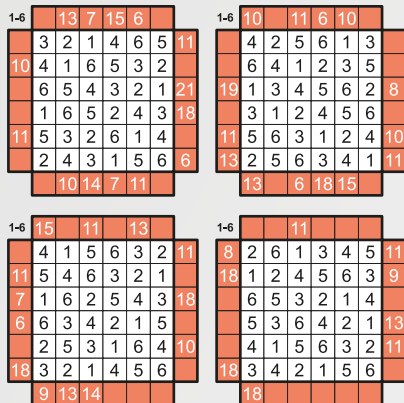 1-6 13 7 15 6
3 2 1 4 6 5 11
10 4 1 6 5 3 2
6 5 4 3 2 1 21
1 6 5 2 4 3 18
11 5 3 2 6 1 4
2 4 3 1 5 6 6
10 14 7 11
1-6 10 11 6 10
4 2 5 6 1 3
6 4 1 2 3 5
19 1 3 4 5 6 2 8
3 1 2 4 5 6
11 5 6 3 1 2 4 10
13 2 5 6 3 4 1 11
13 6 18 15
1-6 15 11 13
4 1 5 6 3 2 11
11 5 4 6 3 2 1
7 1 6 2 5 4 3 18
6 6 3 4 2 1 5
2 5 3 1 6 4 10
18 3 2 1 4 5 6
9 13 14
1-6 11
8 2 6 1 3 4 5 11
18 1 2 4 5 6 3 9
6 5 3 2 1 4
5 3 6 4 2 1 13
4 1 5 6 3 2 11
18 3 4 2 1 5 6
18